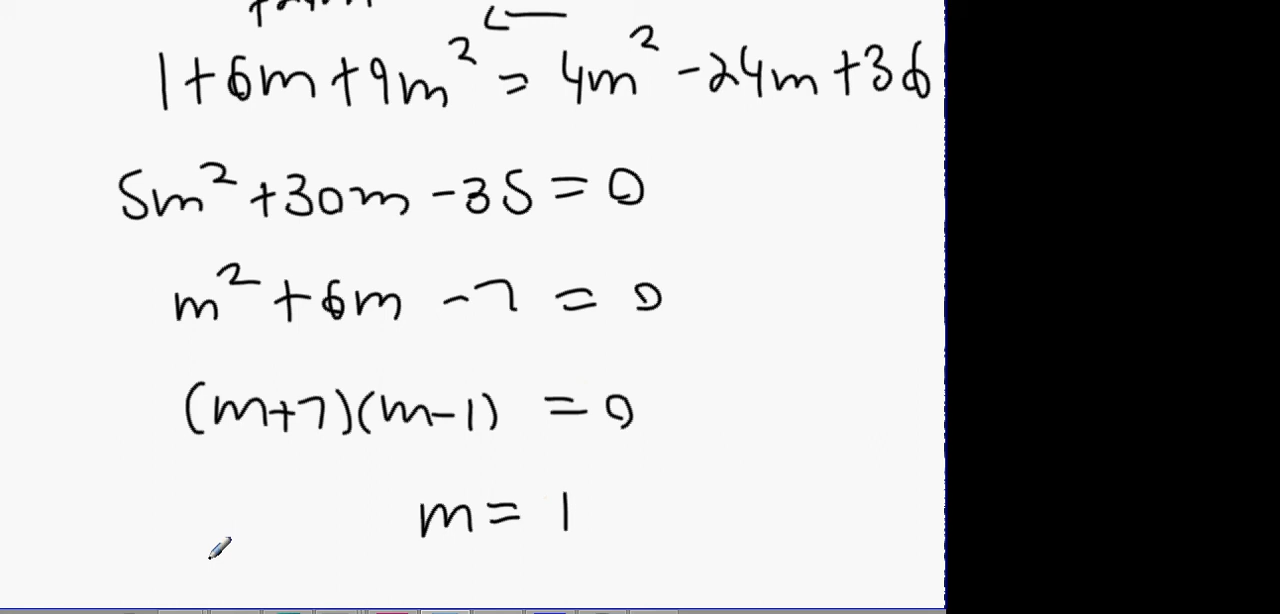 1+6m+9m² = 4m² -24m+36
5m² +30m -35 = 0
m² +6m -7 = 0
(m+7)(m-1) = 0
m = 1